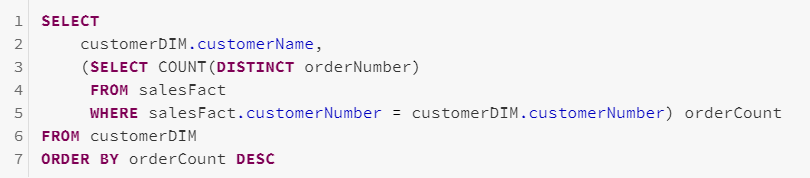 1 SELECT
2     customerDIM.customerName,
3     (SELECT COUNT(DISTINCT orderNumber)
4      FROM salesFact
5      WHERE salesFact.customerNumber = customerDIM.customerNumber) orderCount
6 FROM customerDIM
7 ORDER BY orderCount DESC